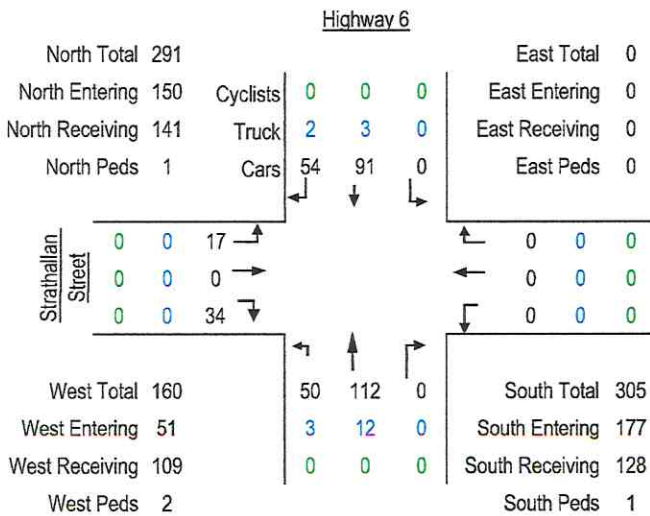 Highway 6
North Total 291
North Entering 150
North Receiving 141
North Peds 1
Cyclists 0 0 0
Truck 2 3 0
Cars 54 91 0
East Total 0
East Entering 0
East Receiving 0
East Peds 0
Strathallan
Street
0 0 17
0 0 0
0 0 34
0 0 0
0 0 0
0 0 0
West Total 160
West Entering 51
West Receiving 109
West Peds 2
50 112 0
3 12 0
0 0 0
South Total 305
South Entering 177
South Receiving 128
South Peds 1